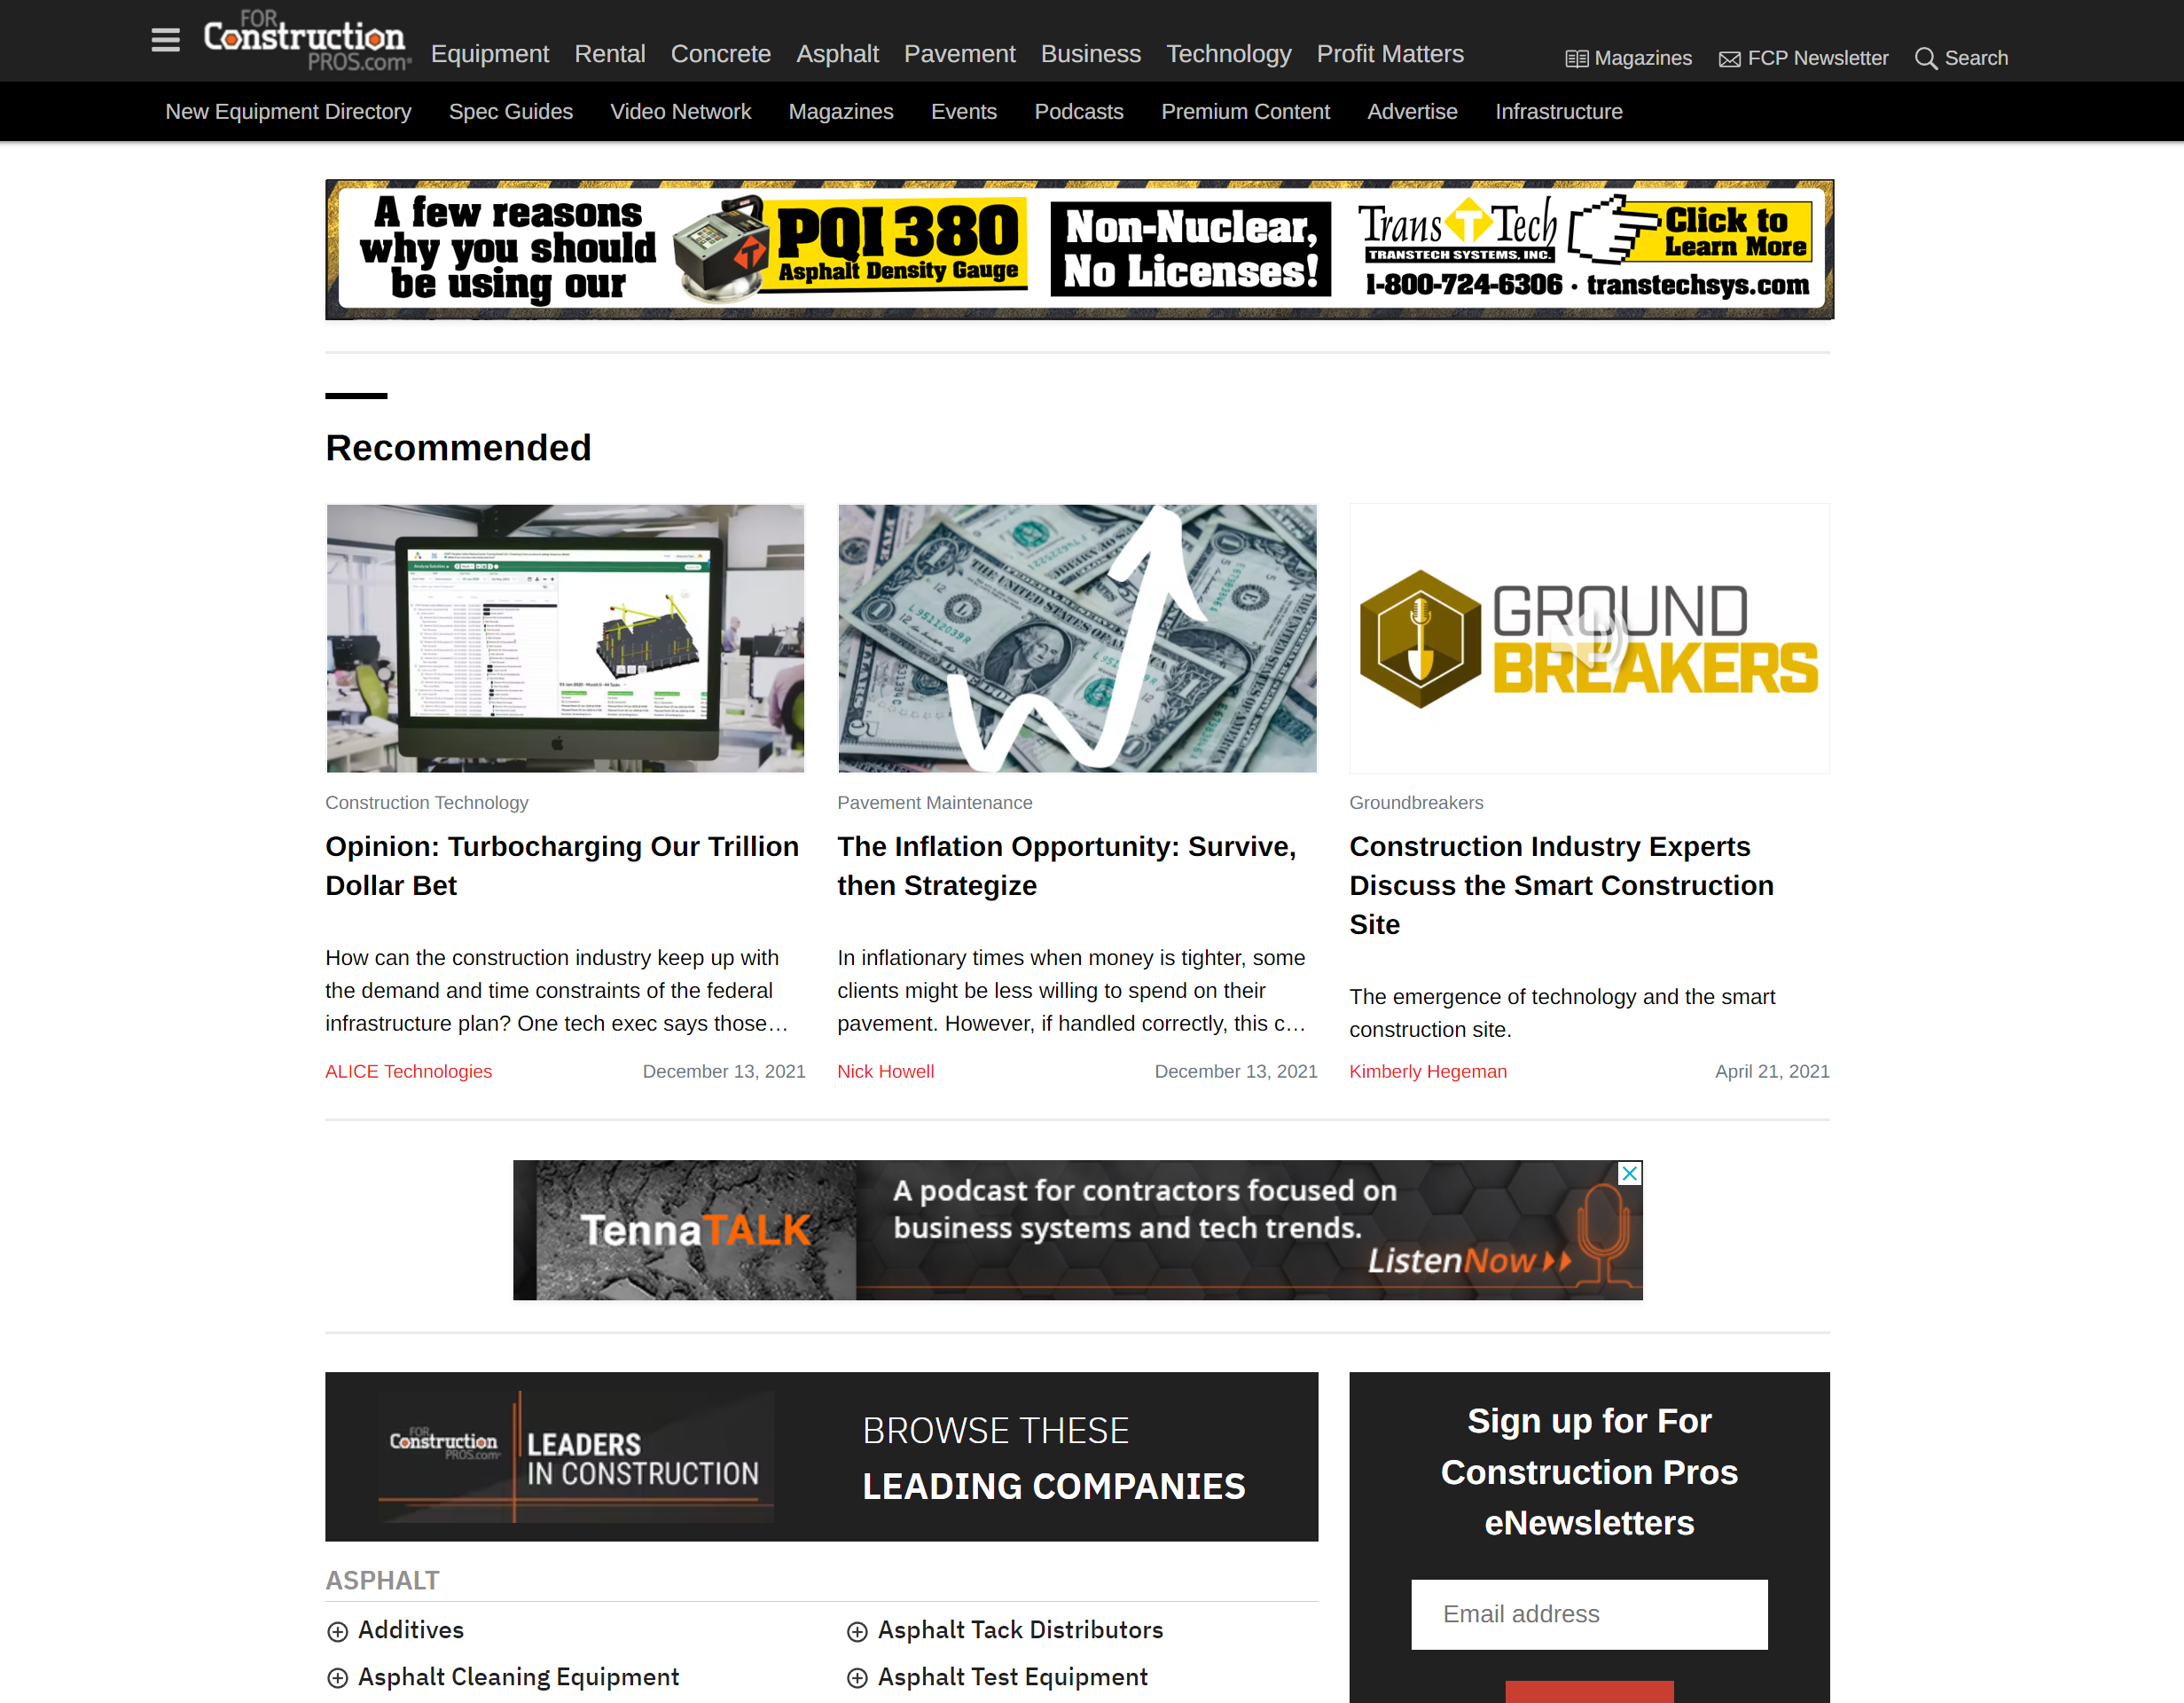 FOR
Construction
PROS.com
Equipment Rental Concrete Asphalt Pavement Business Technology Profit Matters
Magazines FCP Newsletter Search
New Equipment Directory Spec Guides Video Network Magazines Events Podcasts Premium Content Advertise Infrastructure
A few reasons
why you should
be using our
PQI 380
Asphalt Density Gauge
Non-Nuclear,
No Licenses!
Trans T Tech
TRANSTECH SYSTEMS, INC.
Click to
Learn More
1-800-724-6306 · transtechsys.com
Recommended
GROUND
BREAKERS
Construction Technology
Opinion: Turbocharging Our Trillion
Dollar Bet
How can the construction industry keep up with
the demand and time constraints of the federal
infrastructure plan? One tech exec says those…
ALICE Technologies December 13, 2021
Pavement Maintenance
The Inflation Opportunity: Survive,
then Strategize
In inflationary times when money is tighter, some
clients might be less willing to spend on their
pavement. However, if handled correctly, this c…
Nick Howell December 13, 2021
Groundbreakers
Construction Industry Experts
Discuss the Smart Construction
Site
The emergence of technology and the smart
construction site.
Kimberly Hegeman April 21, 2021
TennaTALK
A podcast for contractors focused on
business systems and tech trends.
ListenNow
FOR
Construction
PROS.com
LEADERS
IN CONSTRUCTION
BROWSE THESE
LEADING COMPANIES
ASPHALT
Additives
Asphalt Tack Distributors
Asphalt Cleaning Equipment
Asphalt Test Equipment
Sign up for For
Construction Pros
eNewsletters
Email address